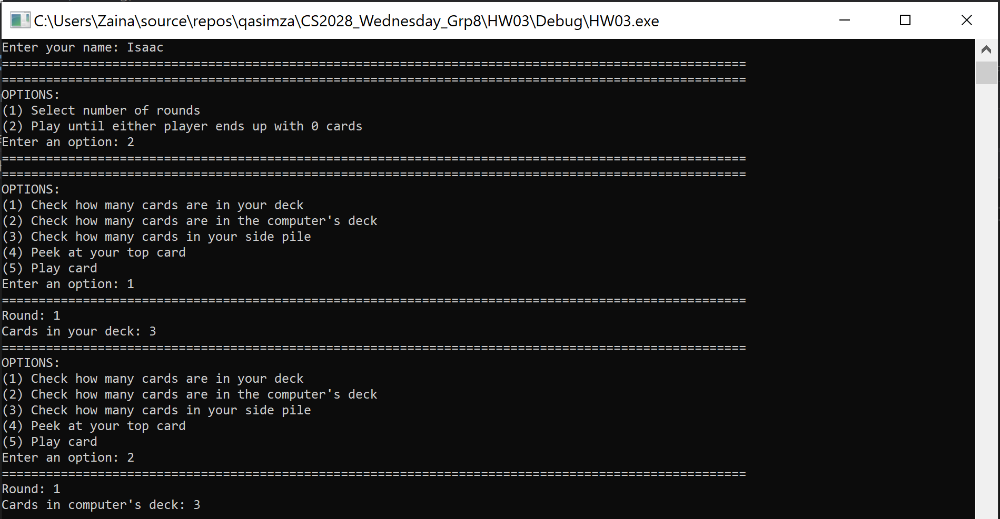 C:\Users\Zaina\source\repos\qasimza\CS2028_Wednesday_Grp8\HW03\Debug\HW03.exe
Enter your name: Isaac
=====================================================================================================
=====================================================================================================
OPTIONS:
(1) Select number of rounds
(2) Play until either player ends up with 0 cards
Enter an option: 2
=====================================================================================================
=====================================================================================================
OPTIONS:
(1) Check how many cards are in your deck
(2) Check how many cards are in the computer's deck
(3) Check how many cards in your side pile
(4) Peek at your top card
(5) Play card
Enter an option: 1
=====================================================================================================
Round: 1
Cards in your deck: 3
=====================================================================================================
OPTIONS:
(1) Check how many cards are in your deck
(2) Check how many cards are in the computer's deck
(3) Check how many cards in your side pile
(4) Peek at your top card
(5) Play card
Enter an option: 2
=====================================================================================================
Round: 1
Cards in computer's deck: 3